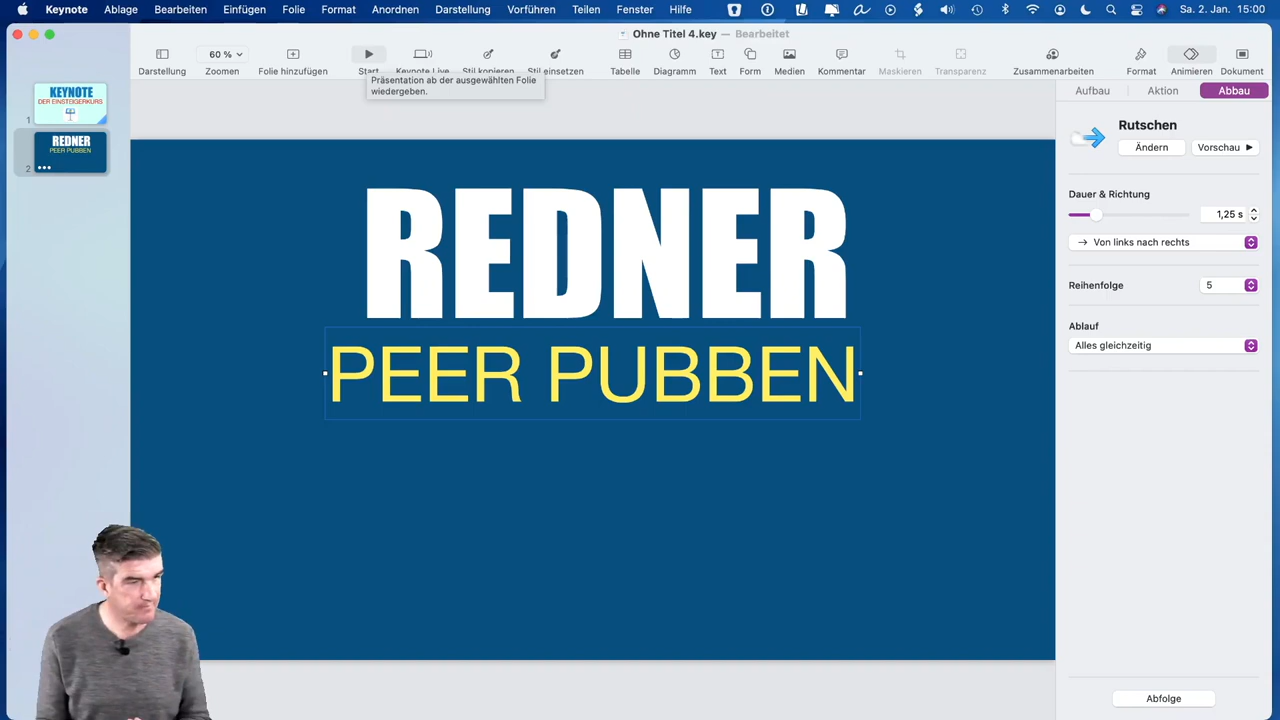 Keynote Ablage Bearbeiten Einfügen Folie Format Anordnen Darstellung Vorführen Teilen Fenster Hilfe Sa. 2. Jan. 15:00
Ohne Titel 4.key — Bearbeitet
60 %
Darstellung Zoomen Folie hinzufügen Start Keynote Live Stil kopieren Stil einsetzen Tabelle Diagramm Text Form Medien Kommentar Maskieren Transparenz Zusammenarbeiten Format Animieren Dokument
Präsentation ab der ausgewählten Folie
wiedergeben.
KEYNOTE
DER EINSTEIGERKURS
1
REDNER
PEER PUBBEN
2
REDNER
PEER PUBBEN
Aufbau Aktion Abbau
Rutschen
Ändern Vorschau
Dauer & Richtung
1,25 s
Von links nach rechts
Reihenfolge 5
Ablauf
Alles gleichzeitig
Abfolge